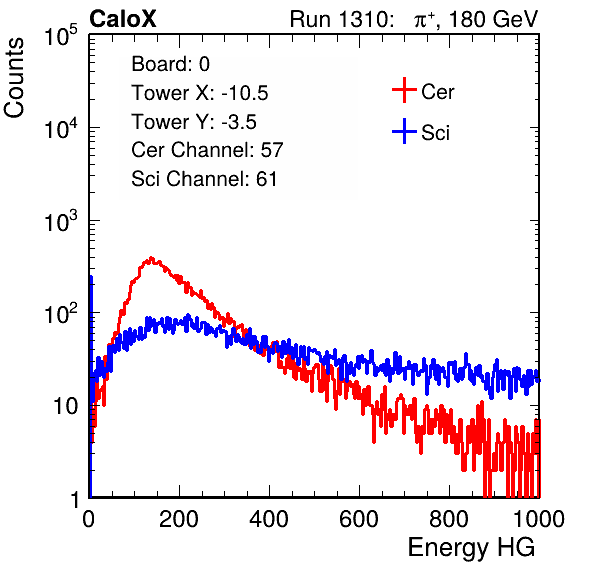 CaloX Run 1310: π⁺, 180 GeV
Counts
10⁵
10⁴
10³
10²
10
1
Board: 0
Tower X: -10.5
Tower Y: -3.5
Cer Channel: 57
Sci Channel: 61
Cer
Sci
0 200 400 600 800 1000
Energy HG